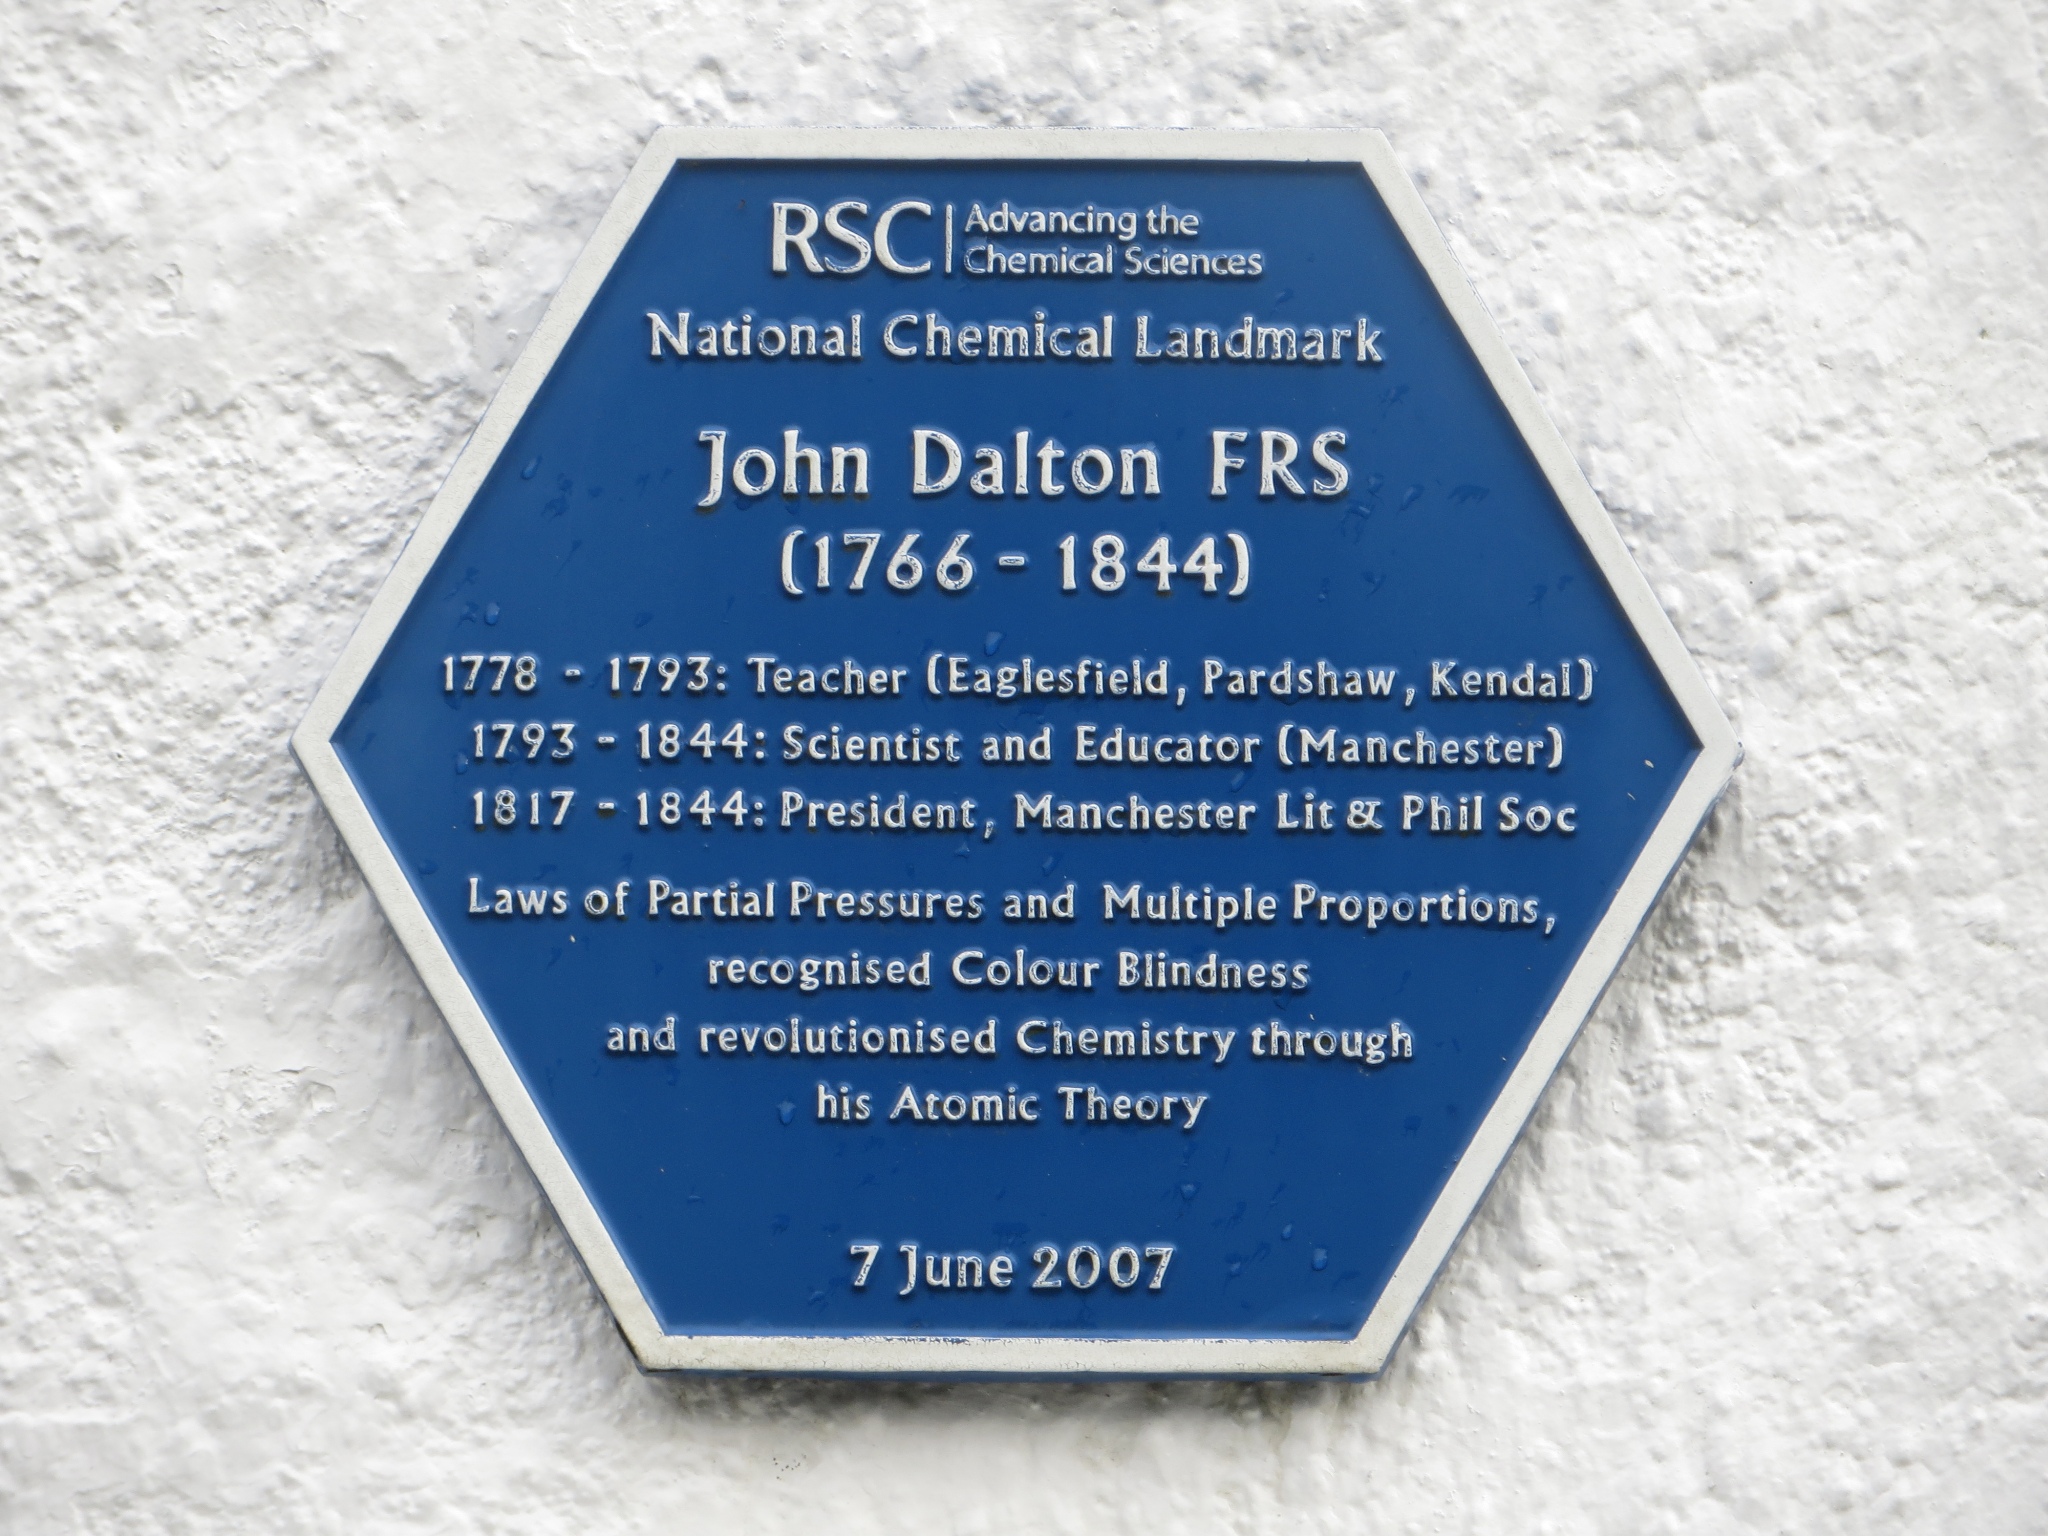 RSC | Advancing the
Chemical Sciences
National Chemical Landmark
John Dalton FRS
(1766 - 1844)
1778 - 1793: Teacher (Eaglesfield, Pardshaw, Kendal)
1793 - 1844: Scientist and Educator (Manchester)
1817 - 1844: President, Manchester Lit & Phil Soc
Laws of Partial Pressures and Multiple Proportions,
recognised Colour Blindness
and revolutionised Chemistry through
his Atomic Theory
7 June 2007